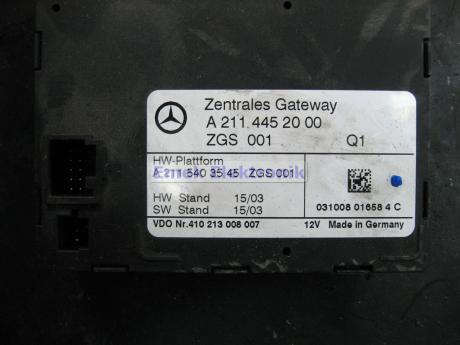 Zentrales Gateway
A 211 445 20 00
ZGS 001 Q1
HW-Plattform
A 211 540 35 45 ZGS 001
HW Stand 15/03
SW Stand 15/03
031008 01658 4 C
VDO Nr.410 213 008 007 12V Made in Germany